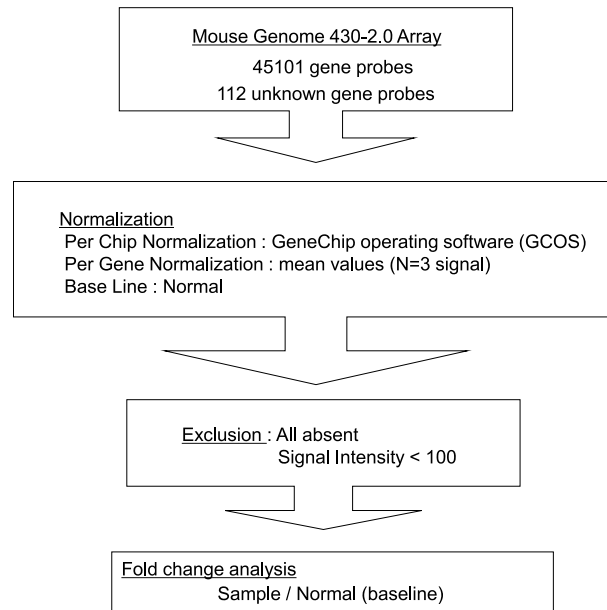 Mouse Genome 430-2.0 Array
45101 gene probes
112 unknown gene probes
Normalization
Per Chip Normalization : GeneChip operating software (GCOS)
Per Gene Normalization : mean values (N=3 signal)
Base Line : Normal
Exclusion : All absent
Signal Intensity < 100
Fold change analysis
Sample / Normal (baseline)